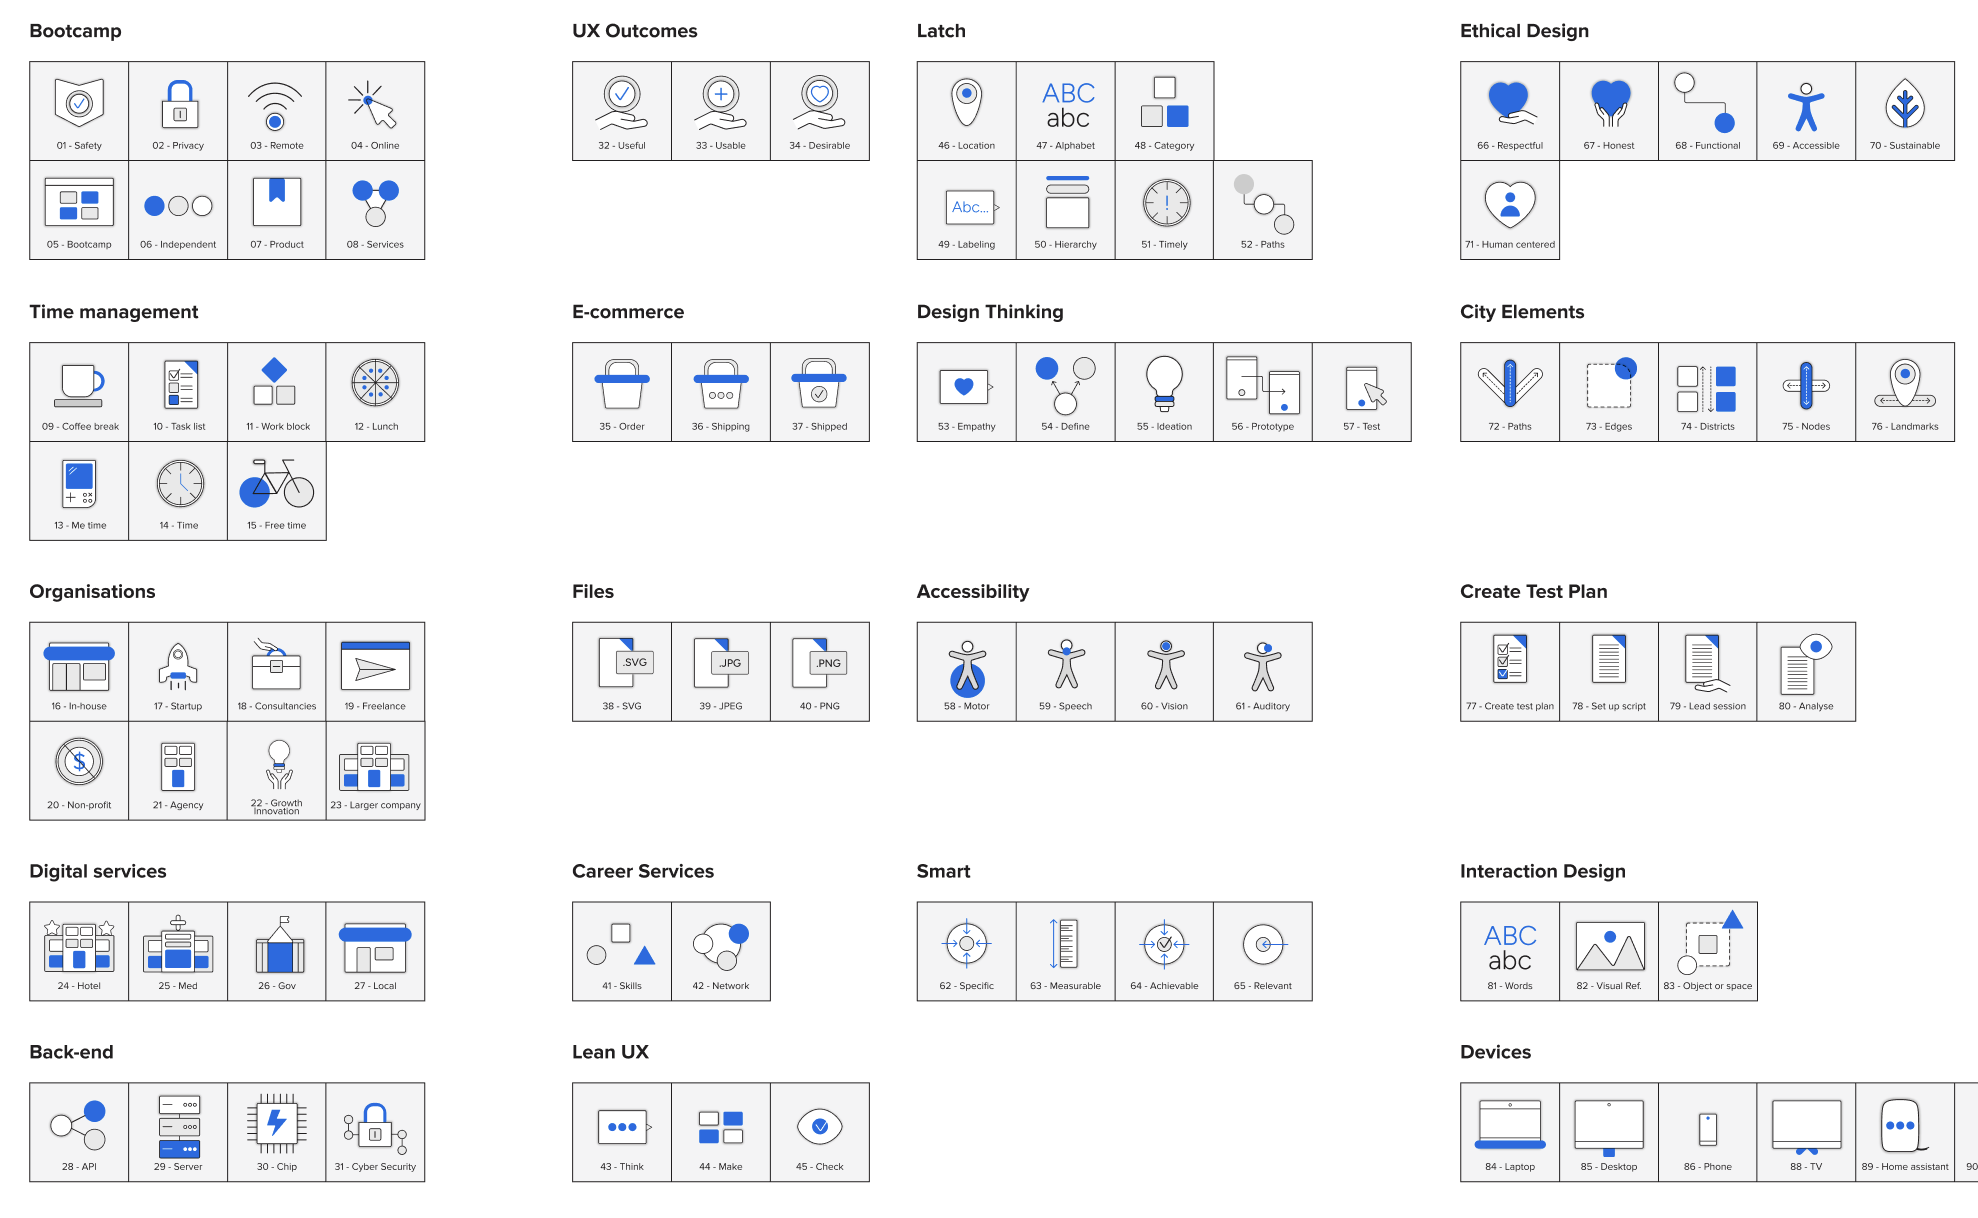 Bootcamp
01 - Safety
02 - Privacy
03 - Remote
04 - Online
05 - Bootcamp
06 - Independent
07 - Product
08 - Services
UX Outcomes
32 - Useful
33 - Usable
34 - Desirable
Latch
46 - Location
ABC
abc
47 - Alphabet
48 - Category
Abc...
49 - Labeling
50 - Hierarchy
!
51 - Timely
52 - Paths
Ethical Design
66 - Respectful
67 - Honest
68 - Functional
69 - Accessible
70 - Sustainable
71 - Human centered
Time management
09 - Coffee break
10 - Task list
11 - Work block
12 - Lunch
13 - Me time
14 - Time
15 - Free time
E-commerce
35 - Order
36 - Shipping
37 - Shipped
Design Thinking
53 - Empathy
54 - Define
55 - Ideation
56 - Prototype
57 - Test
City Elements
72 - Paths
73 - Edges
74 - Districts
75 - Nodes
76 - Landmarks
Organisations
16 - In-house
17 - Startup
18 - Consultancies
19 - Freelance
$
20 - Non-profit
21 - Agency
22 - Growth
Innovation
23 - Larger company
Files
.SVG
38 - SVG
.JPG
39 - JPEG
.PNG
40 - PNG
Accessibility
58 - Motor
59 - Speech
60 - Vision
61 - Auditory
Create Test Plan
77 - Create test plan
78 - Set up script
79 - Lead session
80 - Analyse
Digital services
24 - Hotel
25 - Med
26 - Gov
27 - Local
Career Services
41 - Skills
42 - Network
Smart
62 - Specific
63 - Measurable
64 - Achievable
65 - Relevant
Interaction Design
ABC
abc
81 - Words
82 - Visual Ref.
83 - Object or space
Back-end
28 - API
29 - Server
30 - Chip
31 - Cyber Security
Lean UX
43 - Think
44 - Make
45 - Check
Devices
84 - Laptop
85 - Desktop
86 - Phone
88 - TV
89 - Home assistant
90